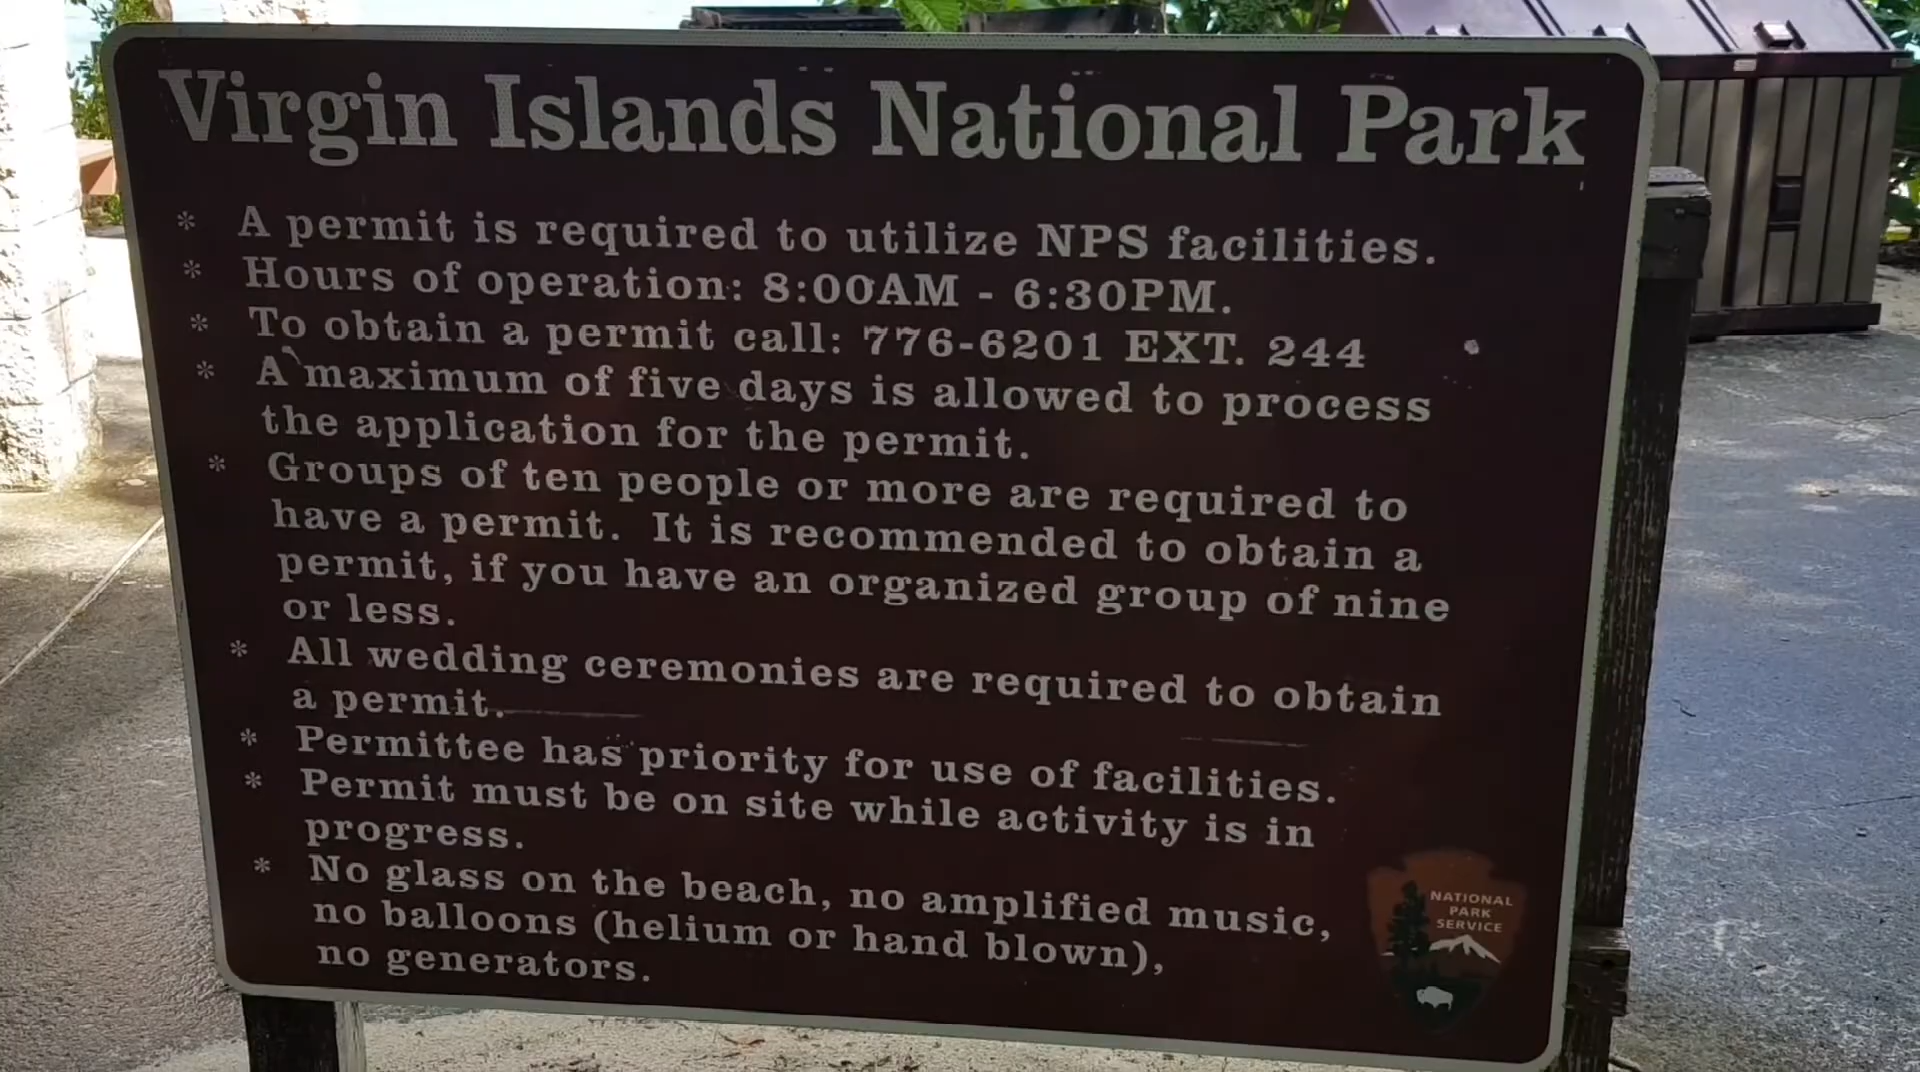 Virgin Islands National Park
* A permit is required to utilize NPS facilities.
* Hours of operation: 8:00AM - 6:30PM.
* To obtain a permit call: 776-6201 EXT. 244
* A maximum of five days is allowed to process
the application for the permit.
* Groups of ten people or more are required to
have a permit. It is recommended to obtain a
permit, if you have an organized group of nine
or less.
* All wedding ceremonies are required to obtain
a permit.
* Permittee has priority for use of facilities.
* Permit must be on site while activity is in
progress.
* No glass on the beach, no amplified music,
no balloons (helium or hand blown),
no generators.
NATIONAL
PARK
SERVICE